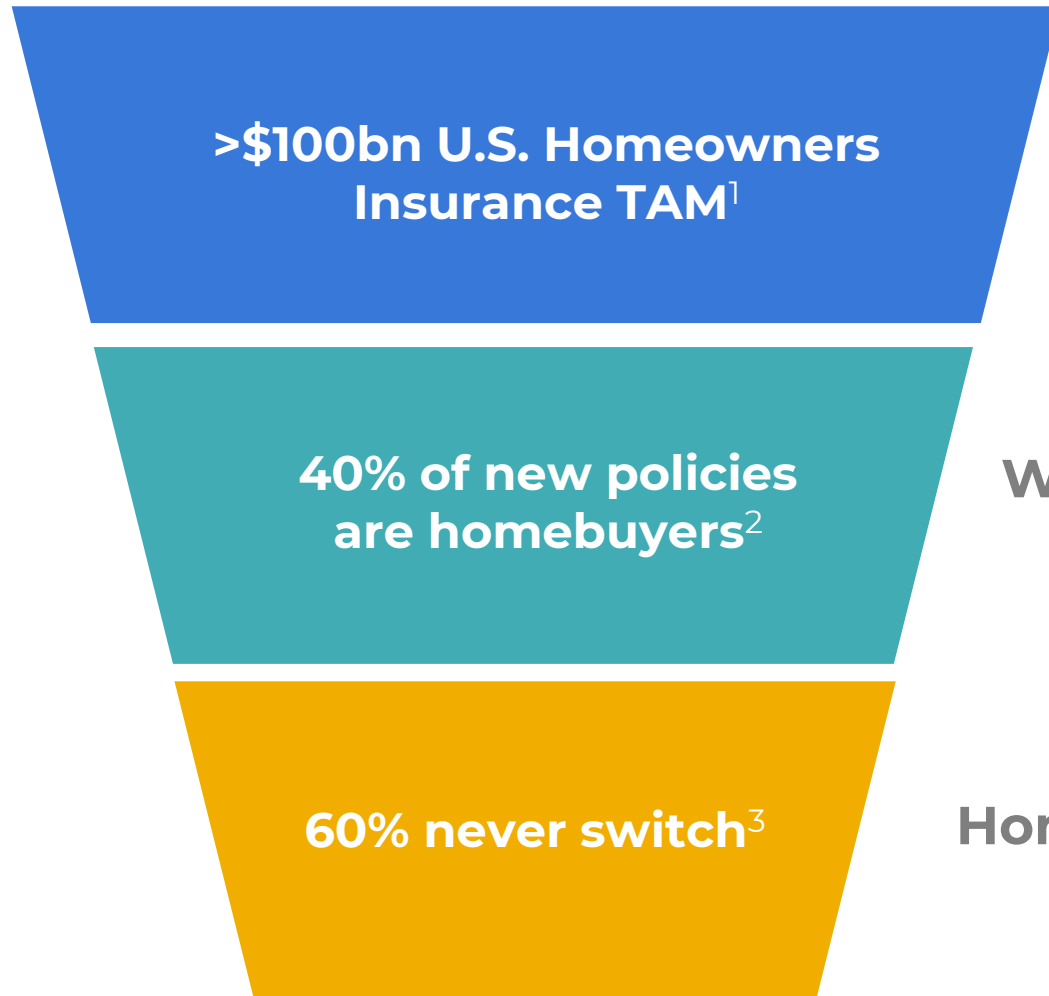 >$100bn U.S. Homeowners
Insurance TAM¹
40% of new policies
are homebuyers²
60% never switch³